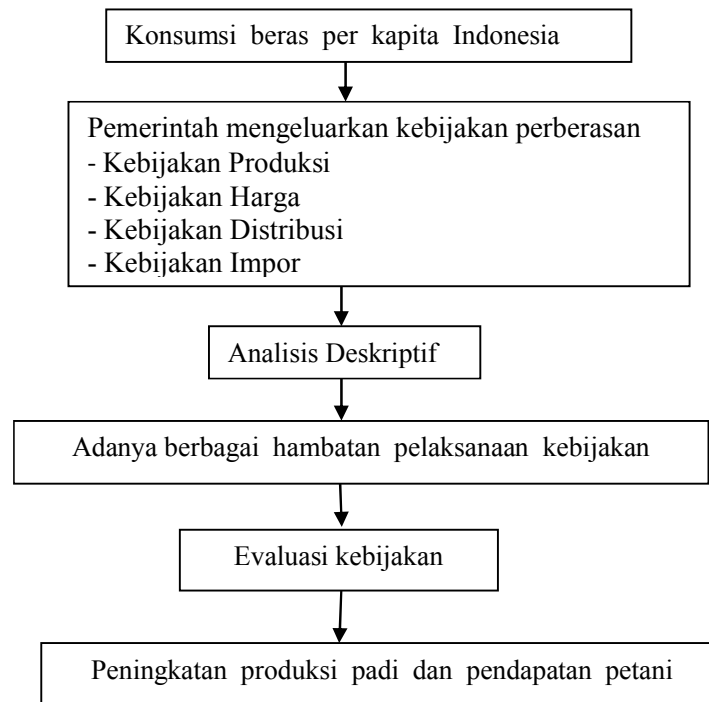 Konsumsi beras per kapita Indonesia
Pemerintah mengeluarkan kebijakan perberasan
- Kebijakan Produksi
- Kebijakan Harga
- Kebijakan Distribusi
- Kebijakan Impor
Analisis Deskriptif
Adanya berbagai hambatan pelaksanaan kebijakan
Evaluasi kebijakan
Peningkatan produksi padi dan pendapatan petani